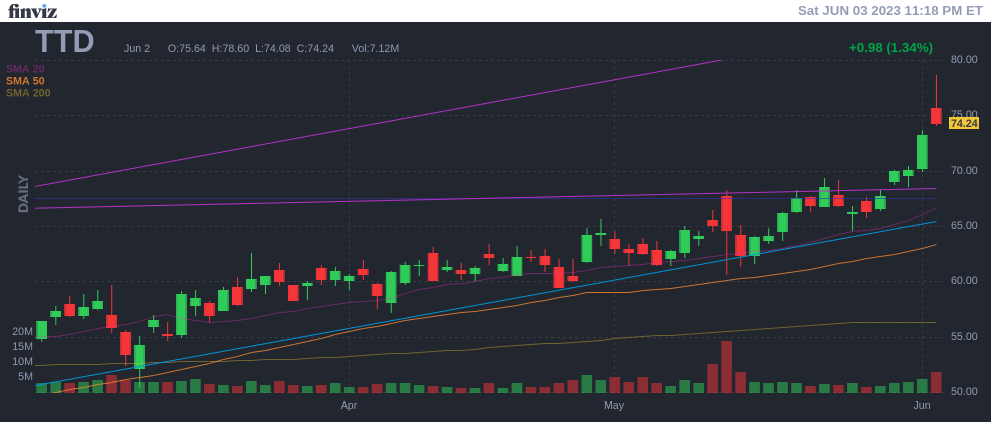 finviz
Sat JUN 03 2023 11:18 PM ET
TTD
Jun 2 O:75.64 H:78.60 L:74.08 C:74.24 Vol:7.12M
+0.98 (1.34%)
SMA 20
SMA 50
SMA 200
DAILY
80.00
75.00
74.24
70.00
65.00
60.00
55.00
50.00
20M
15M
10M
5M
Apr
May
Jun